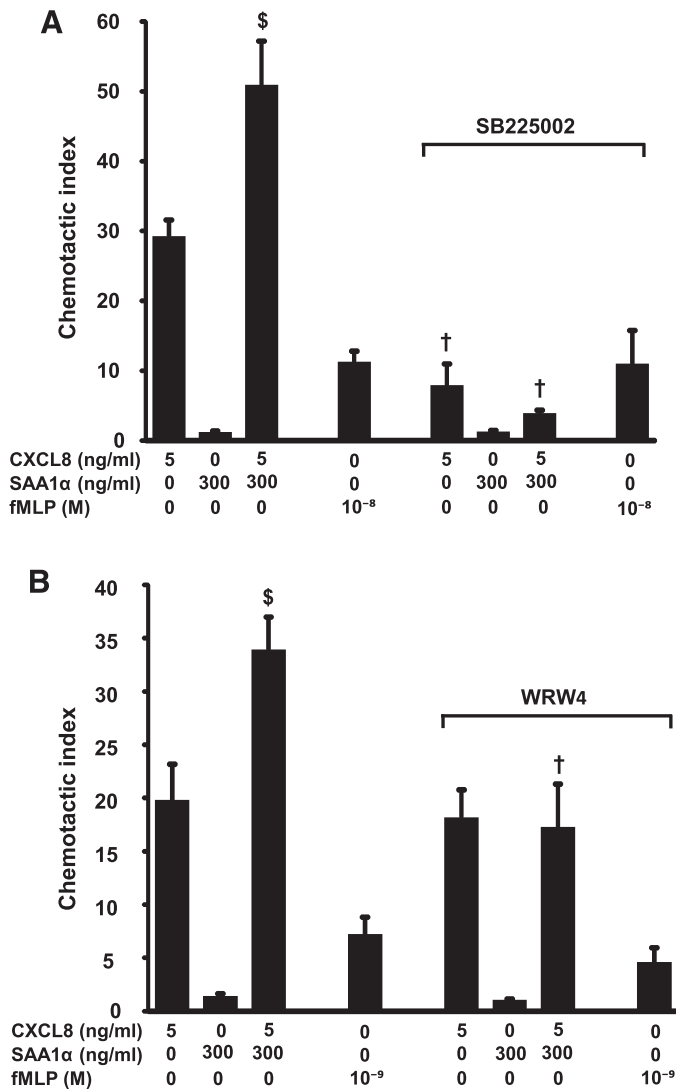 A
60
$
50
SB225002
40
Chemotactic index
30
20
†
†
10
0
CXCL8 (ng/ml) 5 0 5 0 5 0 5 0
SAA1α (ng/ml) 0 300 300 0 0 300 300 0
fMLP (M) 0 0 0 10⁻⁸ 0 0 0 10⁻⁸
B
40
$
35
30
WRW4
25
†
Chemotactic index
20
15
10
5
0
CXCL8 (ng/ml) 5 0 5 0 5 0 5 0
SAA1α (ng/ml) 0 300 300 0 0 300 300 0
fMLP (M) 0 0 0 10⁻⁹ 0 0 0 10⁻⁹